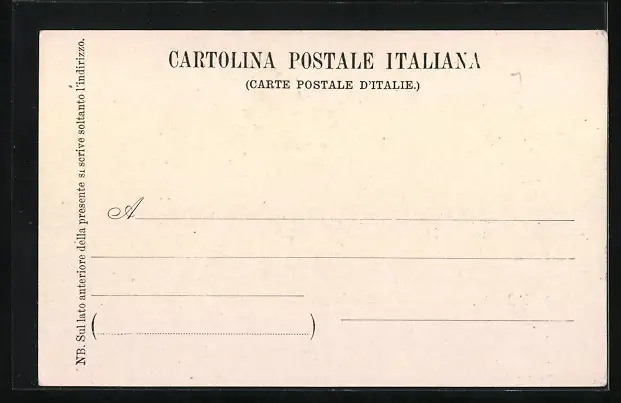 CARTOLINA POSTALE ITALIANA
(CARTE POSTALE D'ITALIE.)
NB. Sul lato anteriore della presente si scrive soltanto l'indirizzo.
A